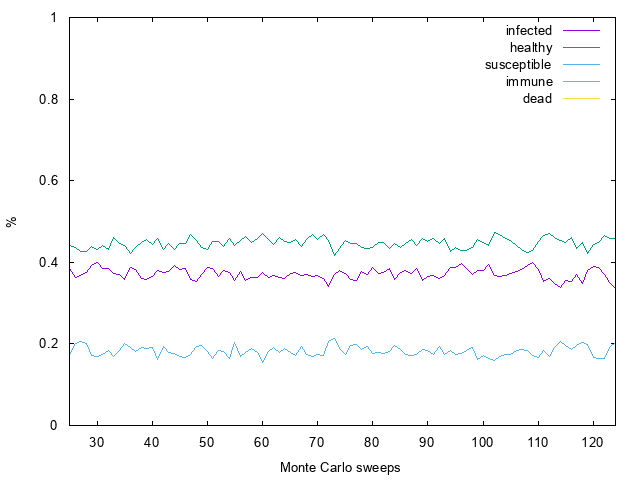 1
0.8
0.6
0.4
0.2
0
%
infected
healthy
susceptible
immune
dead
30 40 50 60 70 80 90 100 110 120
Monte Carlo sweeps